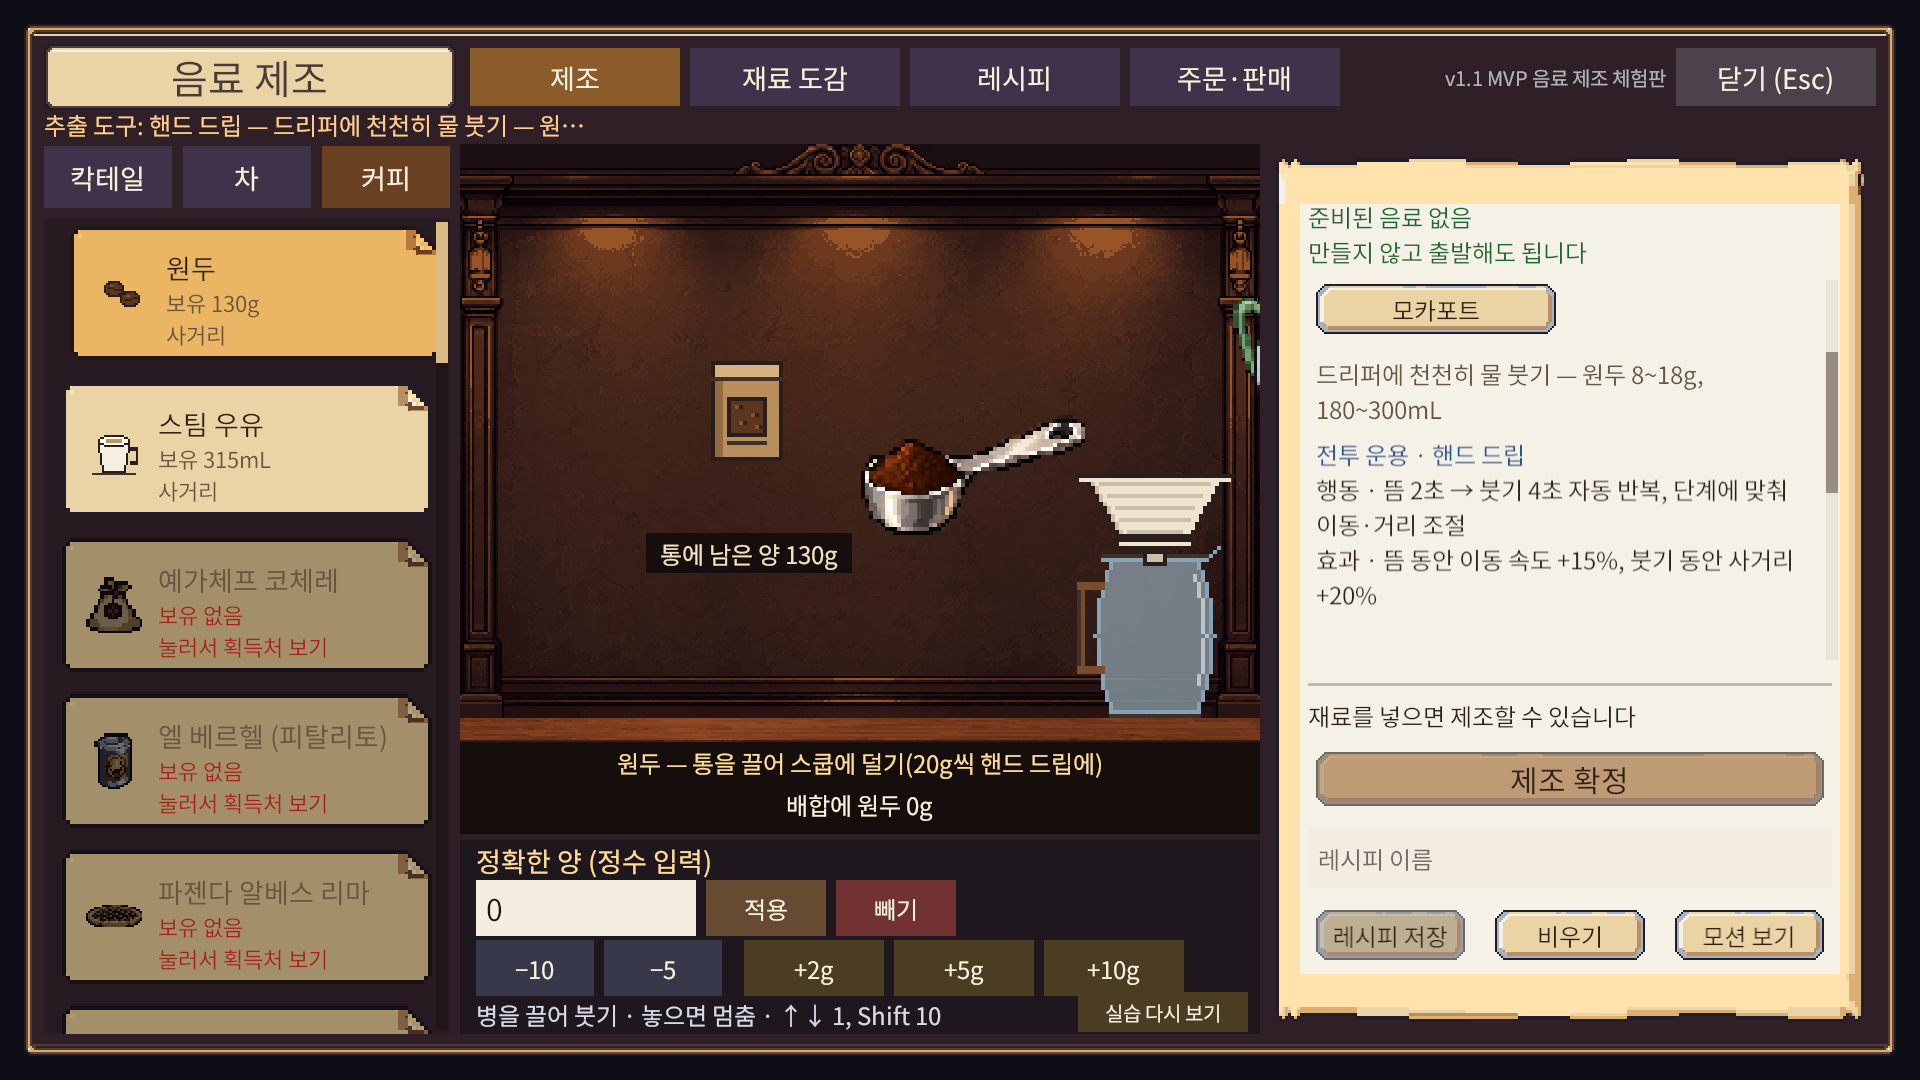 음료 제조
제조
재료 도감
레시피
주문·판매
v1.1 MVP 음료 제조 체험판
닫기 (Esc)
추출 도구: 핸드 드립 — 드리퍼에 천천히 물 붓기 — 원…
칵테일
차
커피
원두
보유 130g
사거리
스팀 우유
보유 315mL
사거리
예가체프 코체레
보유 없음
눌러서 획득처 보기
엘 베르헬 (피탈리토)
보유 없음
눌러서 획득처 보기
파젠다 알베스 리마
보유 없음
눌러서 획득처 보기
통에 남은 양 130g
원두 — 통을 끌어 스쿱에 덜기(20g씩 핸드 드립에)
배합에 원두 0g
정확한 양 (정수 입력)
0
적용
빼기
−10
−5
+2g
+5g
+10g
병을 끌어 붓기 · 놓으면 멈춤 · ↑↓ 1, Shift 10
실습 다시 보기
준비된 음료 없음
만들지 않고 출발해도 됩니다
모카포트
드리퍼에 천천히 물 붓기 — 원두 8~18g,
180~300mL
전투 운용 · 핸드 드립
행동 · 뜸 2초 → 붓기 4초 자동 반복, 단계에 맞춰
이동·거리 조절
효과 · 뜸 동안 이동 속도 +15%, 붓기 동안 사거리
+20%
재료를 넣으면 제조할 수 있습니다
제조 확정
레시피 이름
레시피 저장
비우기
모션 보기